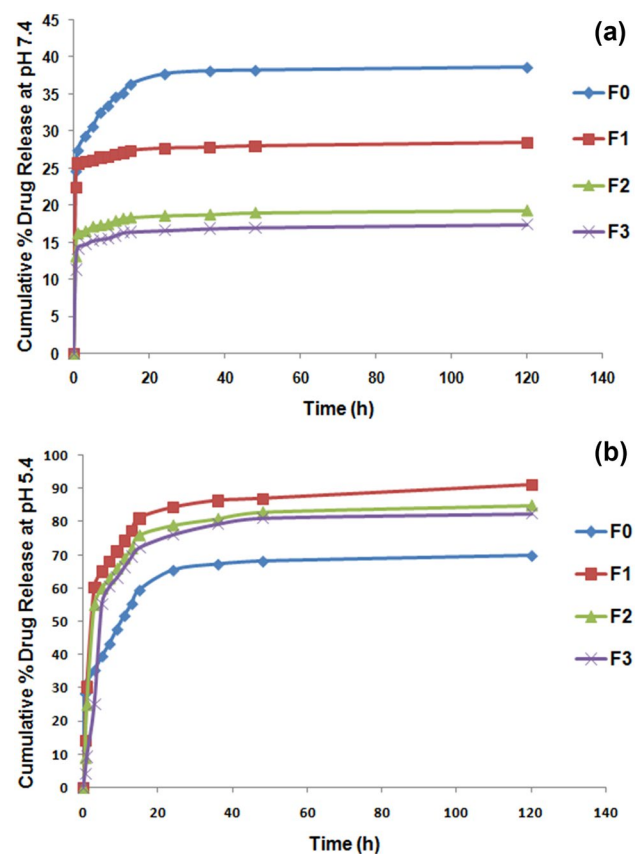 (a)
Cumulative % Drug Release at pH 7.4
45
40
35
30
25
20
15
10
5
0
0 20 40 60 80 100 120 140
Time (h)
F0
F1
F2
F3
(b)
Cumulative % Drug Release at pH 5.4
100
90
80
70
60
50
40
30
20
10
0
0 20 40 60 80 100 120 140
Time (h)
F0
F1
F2
F3